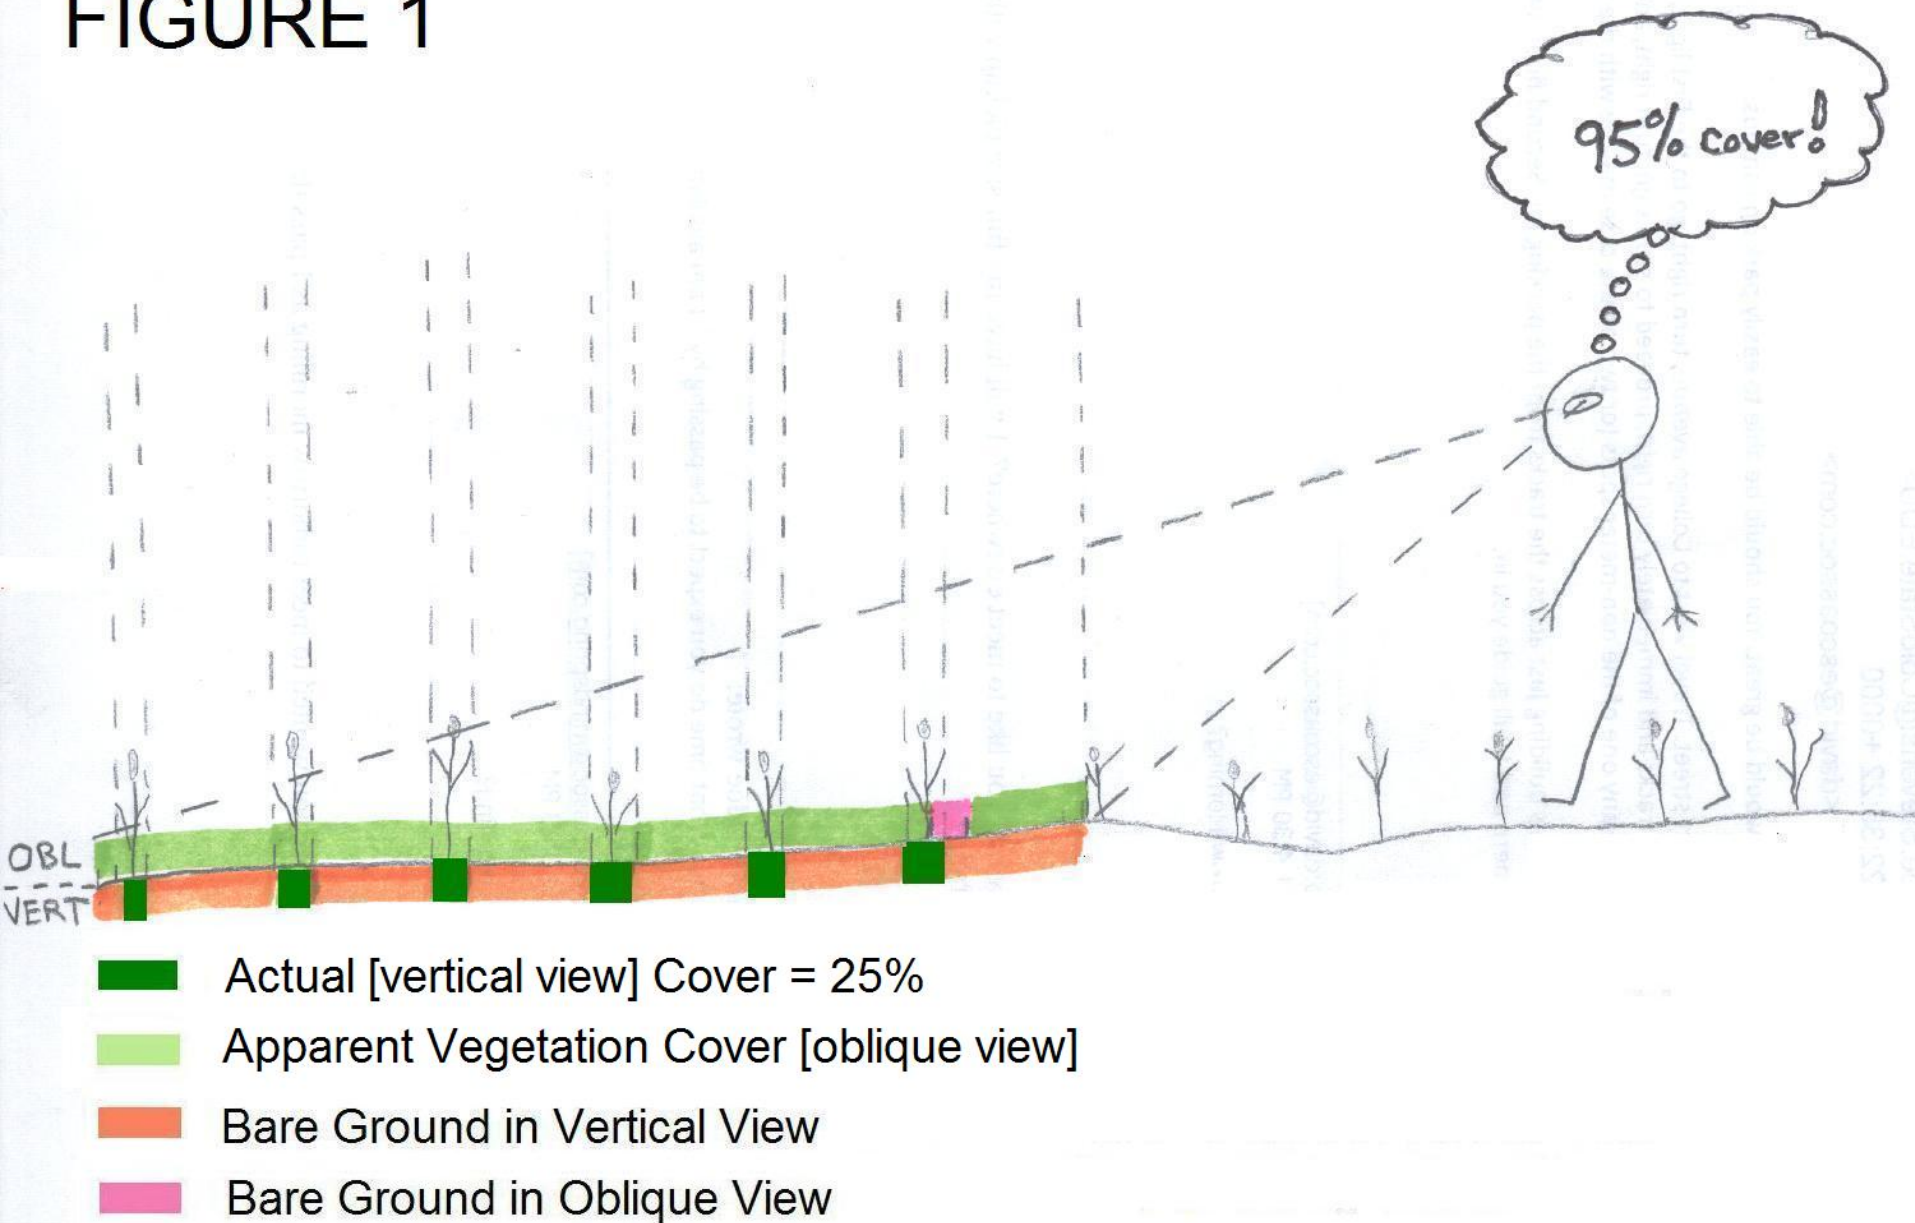 FIGURE 1
95% cover!
OBL
VERT
Actual [vertical view] Cover = 25%
Apparent Vegetation Cover [oblique view]
Bare Ground in Vertical View
Bare Ground in Oblique View